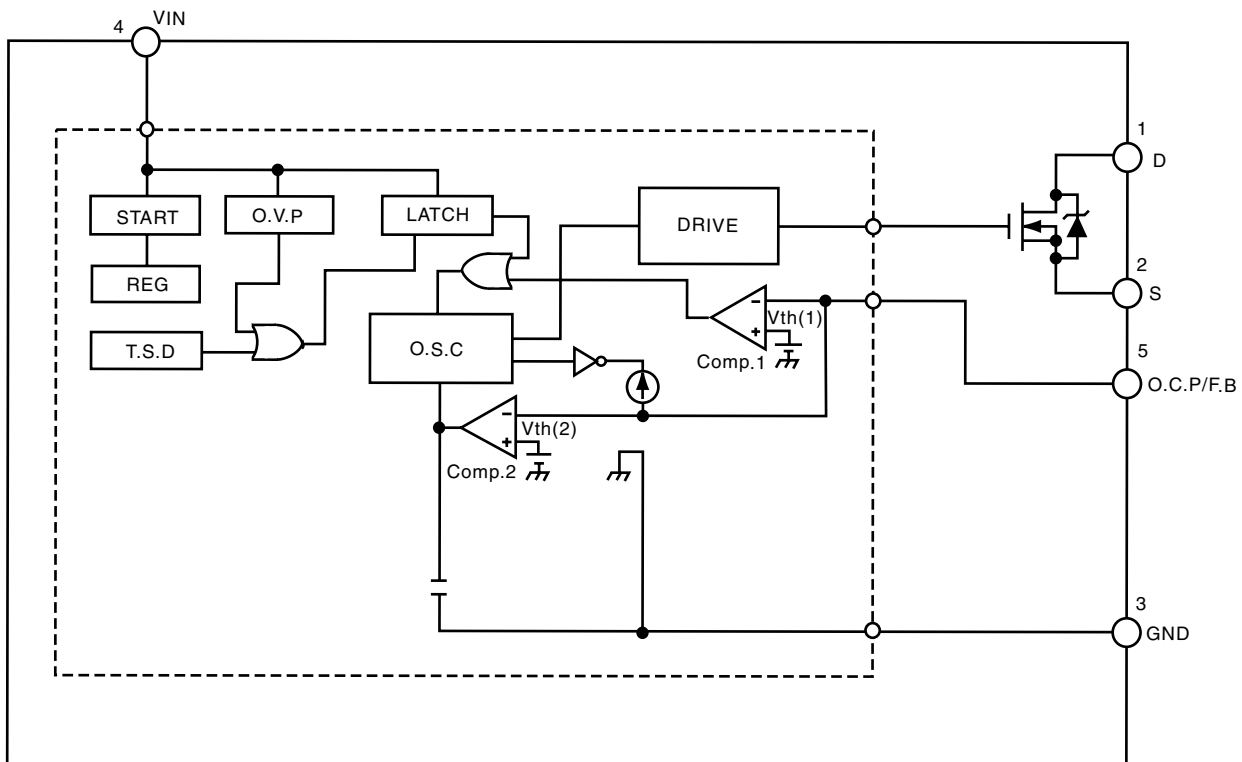 4
VIN
1
D
START
O.V.P
LATCH
DRIVE
REG
2
S
T.S.D
O.S.C
-
Vth(1)
+
Comp.1
5
O.C.P/F.B
-
Vth(2)
+
Comp.2
3
GND